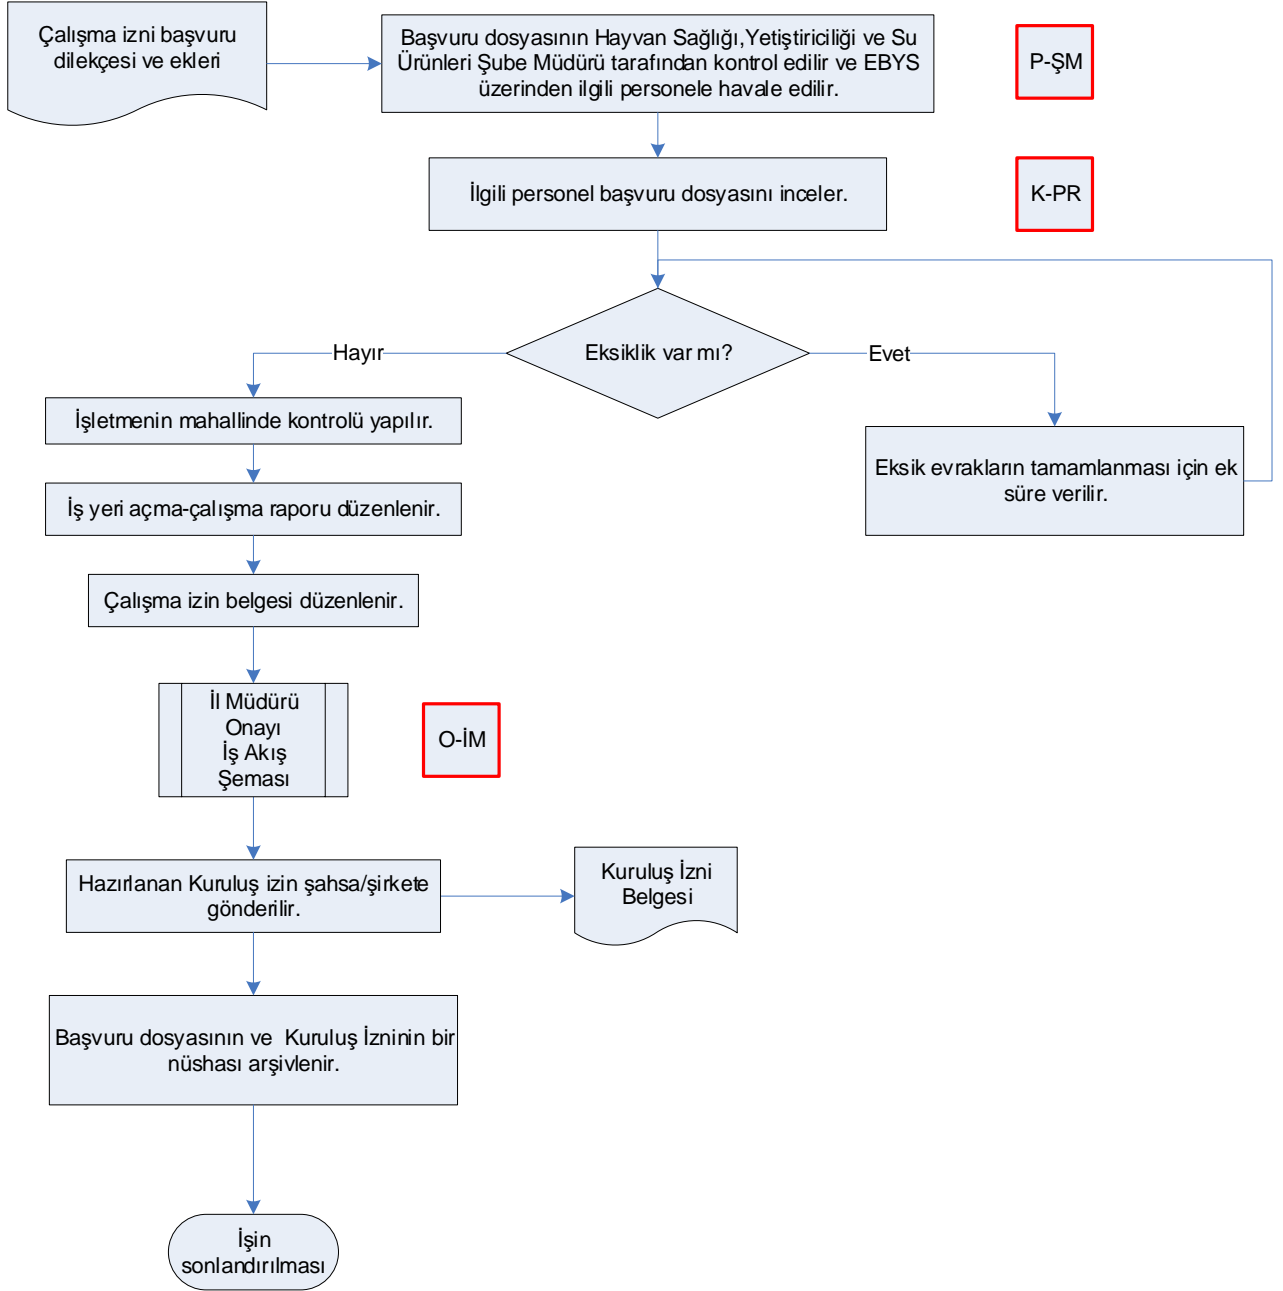 Çalışma izni başvuru
dilekçesi ve ekleri
Başvuru dosyasının Hayvan Sağlığı,Yetiştiriciliği ve Su
Ürünleri Şube Müdürü tarafından kontrol edilir ve EBYS
üzerinden ilgili personele havale edilir.
P-ŞM
İlgili personel başvuru dosyasını inceler.
K-PR
Eksiklik var mı?
Hayır
Evet
İşletmenin mahallinde kontrolü yapılır.
Eksik evrakların tamamlanması için ek
süre verilir.
İş yeri açma-çalışma raporu düzenlenir.
Çalışma izin belgesi düzenlenir.
İl Müdürü
Onayı
İş Akış
Şeması
O-İM
Hazırlanan Kuruluş izin şahsa/şirkete
gönderilir.
Kuruluş İzni
Belgesi
Başvuru dosyasının ve  Kuruluş İzninin bir
nüshası arşivlenir.
İşin
sonlandırılması